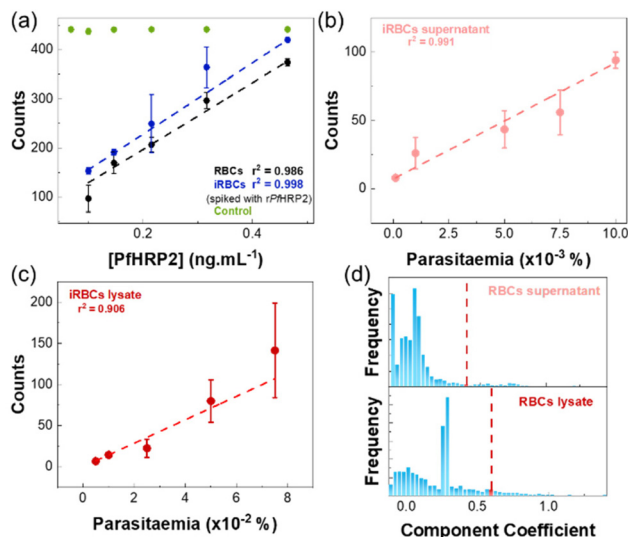 (a)
400
300
200
100
Counts
RBCs r² = 0.986
iRBCs r² = 0.998
(spiked with rPfHRP2)
Control
0.2
0.4
[PfHRP2] (ng.mL⁻¹)
(b)
iRBCs supernatant
r² = 0.991
100
50
0
Counts
0.0
2.5
5.0
7.5
10.0
Parasitaemia (x10⁻³ %)
(c)
iRBCs lysate
r² = 0.906
200
150
100
50
0
Counts
0
2
4
6
8
Parasitaemia (x10⁻² %)
(d)
RBCs supernatant
Frequency
RBCs lysate
Frequency
0.0
0.5
1.0
Component Coefficient